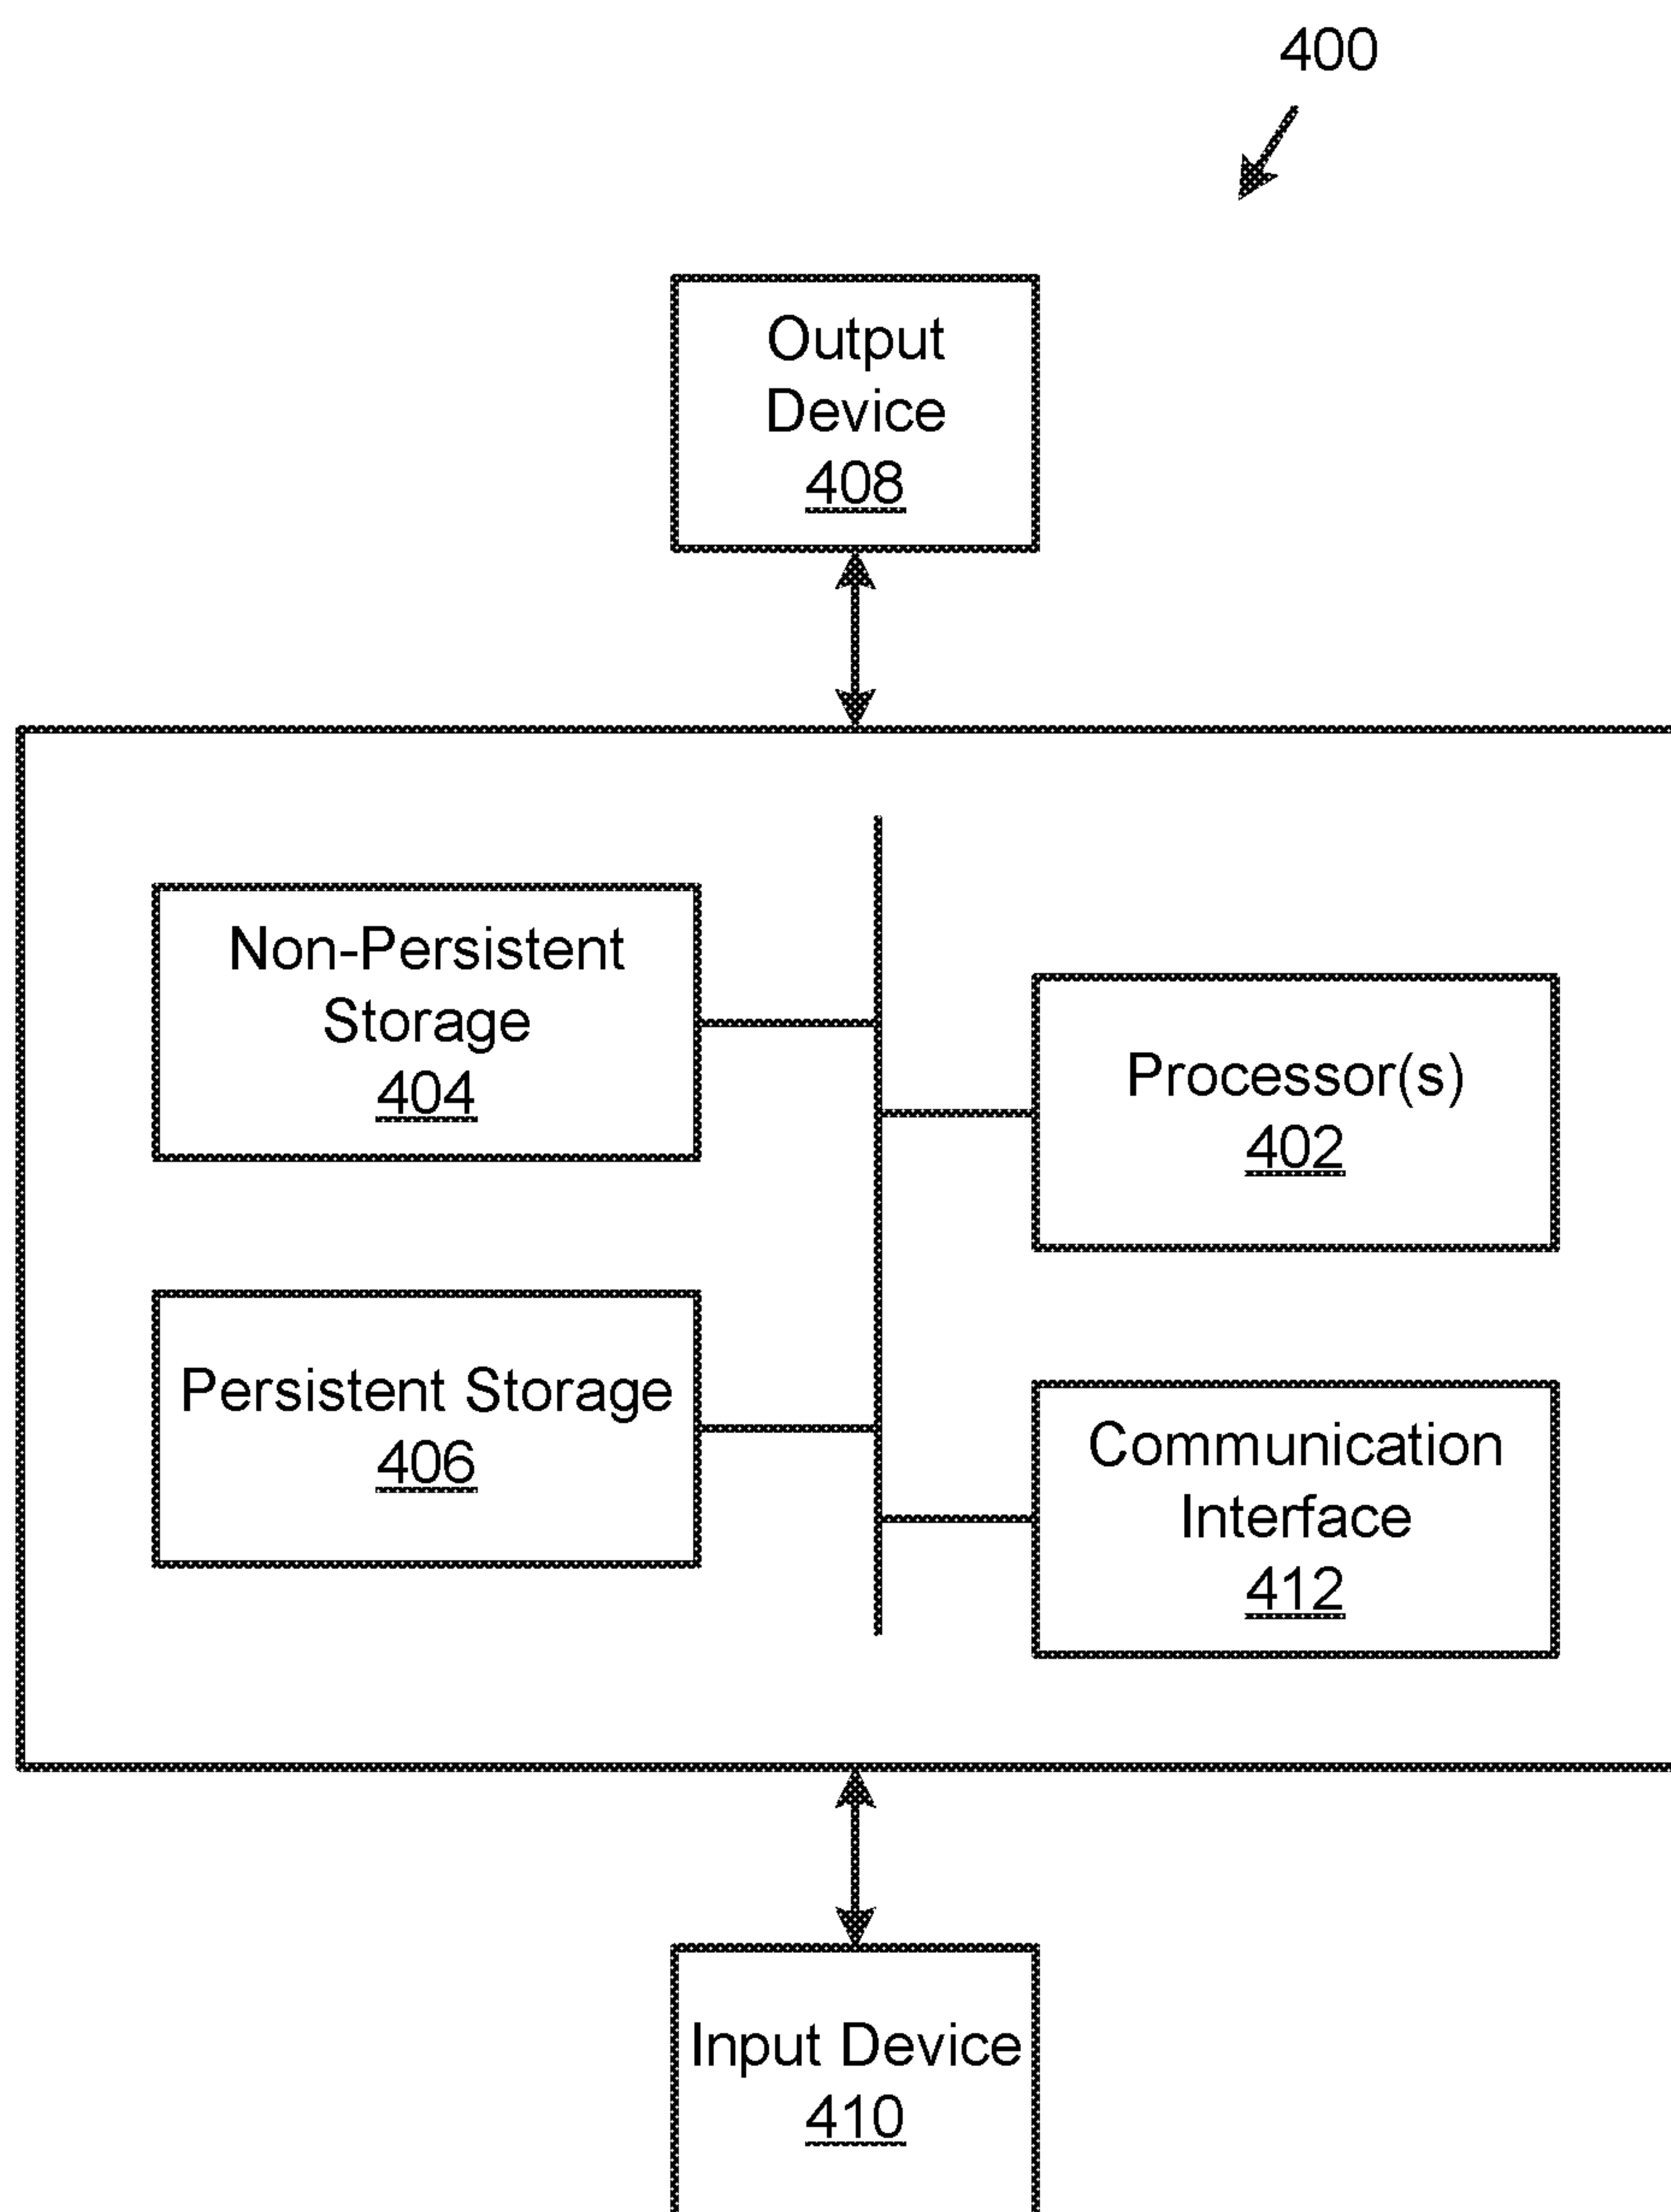 400
Output
Device
408
Non-Persistent
Storage
404
Processor(s)
402
Persistent Storage
406
Communication
Interface
412
Input Device
410